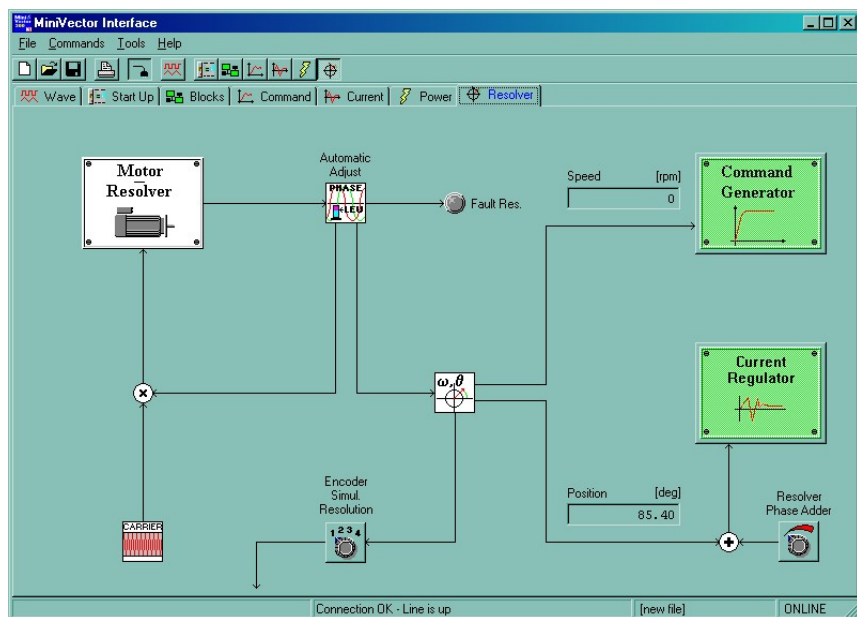 MiniVector Interface
File Commands Tools Help
Wave Start Up Blocks Command Current Power Resolver
Motor
Resolver
Automatic
Adjust
PHASE
LEV
Fault Res.
Speed [rpm]
0
Command
Generator
ω,θ
Current
Regulator
CARRIER
Encoder
Simul.
Resolution
1 2 3 4
Position [deg]
85.40
Resolver
Phase Adder
Connection OK - Line is up [new file] ONLINE